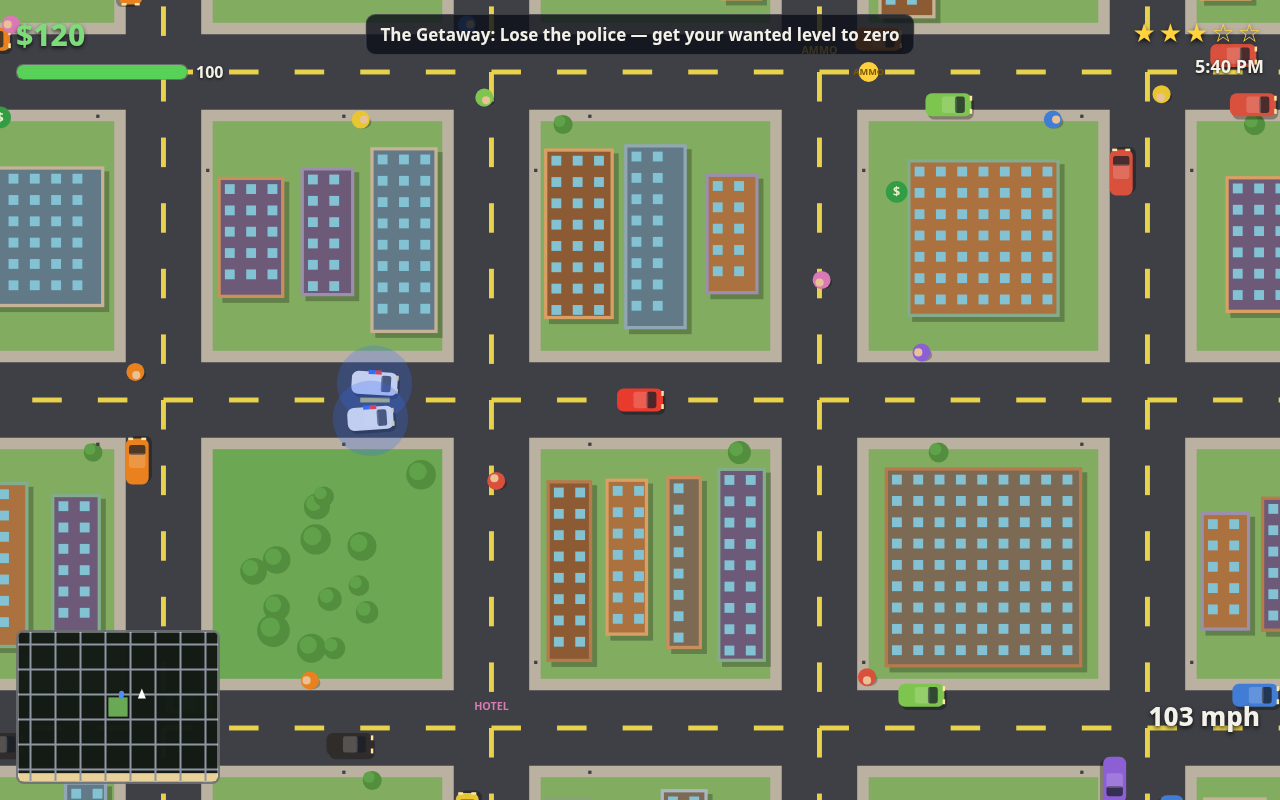 $120
The Getaway: Lose the police — get your wanted level to zero
★★★☆☆
AMMO
100
AMMO
5:40 PM
$
$
HOTEL
103 mph